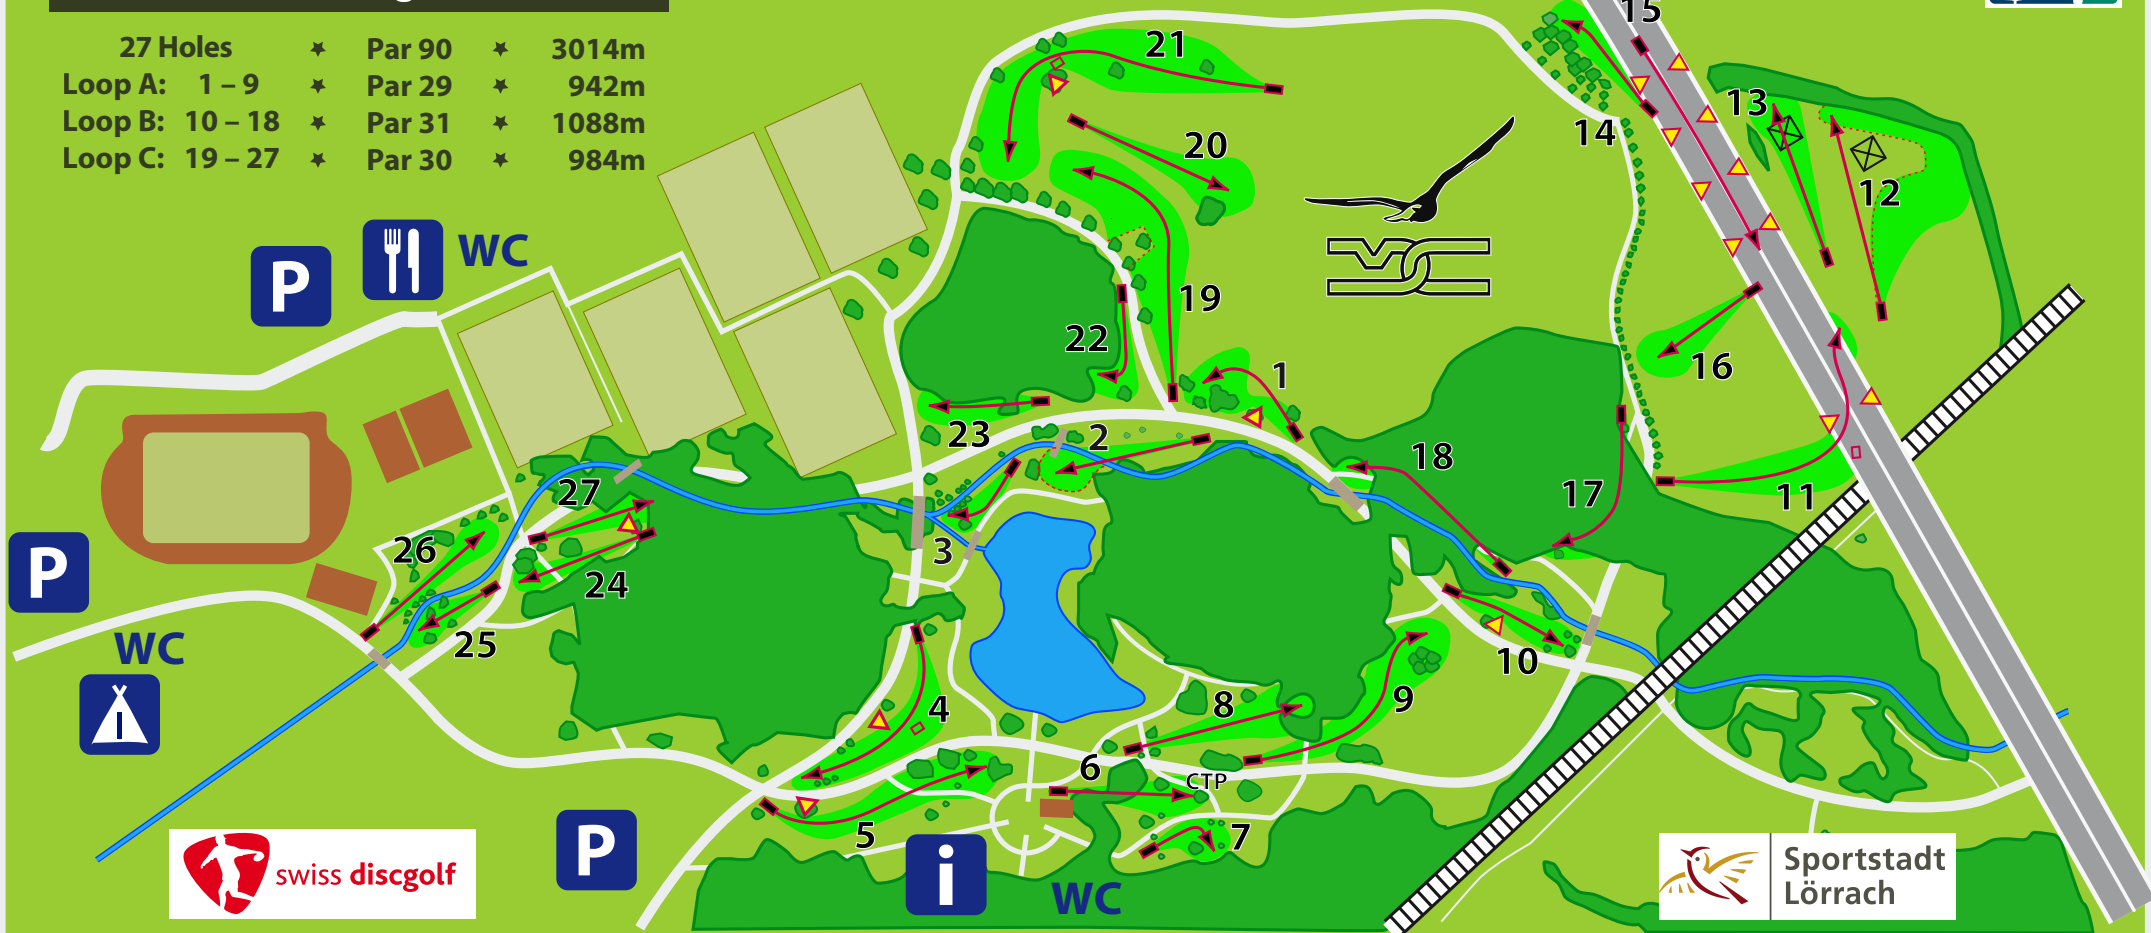 27 Holes ★ Par 90 ★ 3014m
Loop A: 1 – 9 ★ Par 29 ★ 942m
Loop B: 10 – 18 ★ Par 31 ★ 1088m
Loop C: 19 – 27 ★ Par 30 ★ 984m
15
21
13
14
20
12
P
WC
19
22
16
1
23
2
18
27
17
11
26
3
P
24
25
WC
10
4
8
9
6
CTP
5
7
P
i
WC
swiss discgolf
Sportstadt
Lörrach